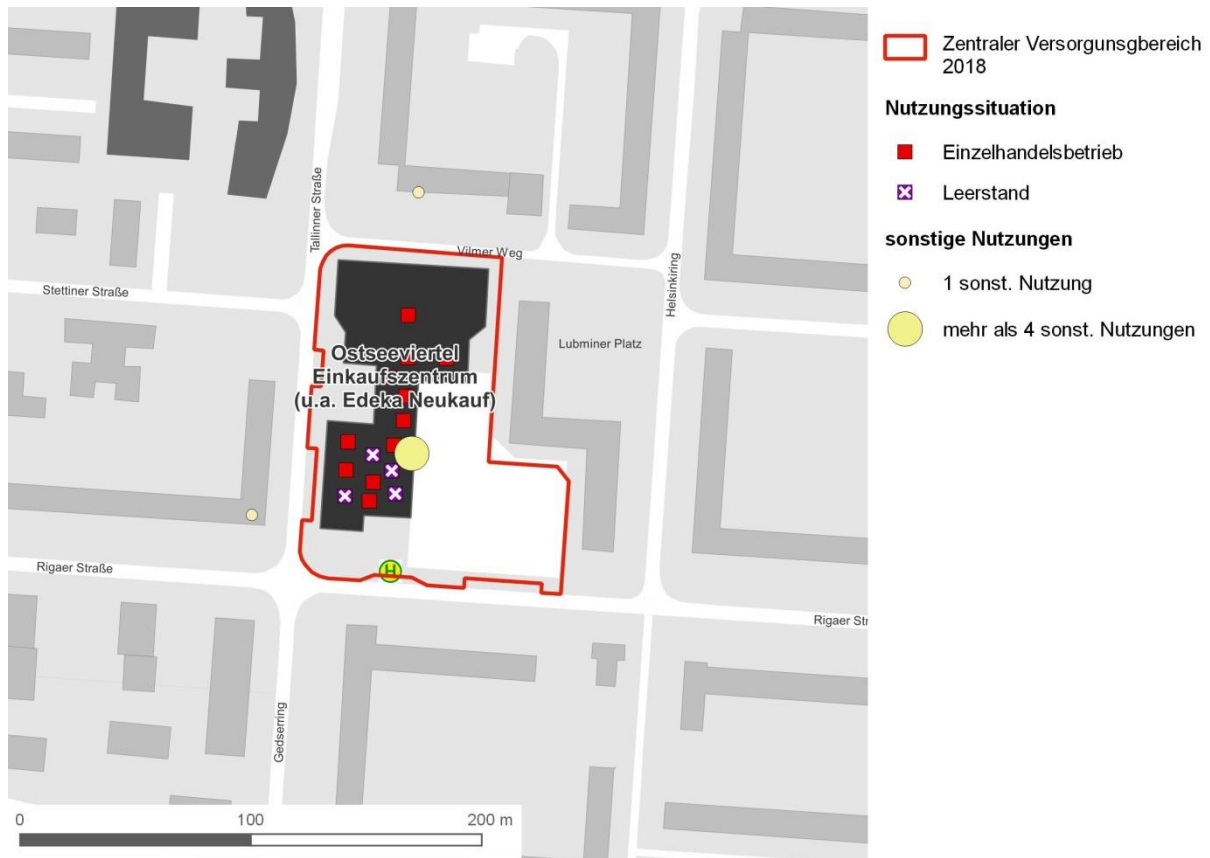 Zentraler Versorgunsgbereich
2018
Nutzungssituation
Einzelhandelsbetrieb
Leerstand
sonstige Nutzungen
1 sonst. Nutzung
mehr als 4 sonst. Nutzungen
Tallinner Straße
Vilmer Weg
Stettiner Straße
Helsinkiring
Lubminer Platz
Ostseeviertel
Einkaufszentrum
(u.a. Edeka Neukauf)
H
Rigaer Straße
Rigaer Str
Gedserring
0 100 200 m